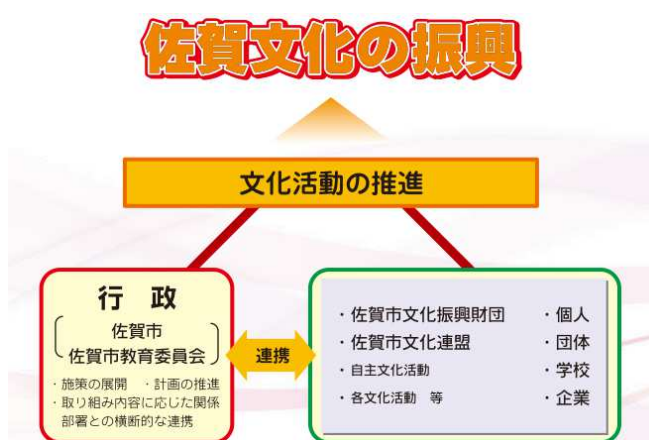 佐賀文化の振興
文化活動の推進
行 政
佐賀市
佐賀市教育委員会
・施策の展開 ・計画の推進
・取り組み内容に応じた関係
部署との横断的な連携
連携
・佐賀市文化振興財団
・佐賀市文化連盟
・自主文化活動
・各文化活動 等
・個人
・団体
・学校
・企業